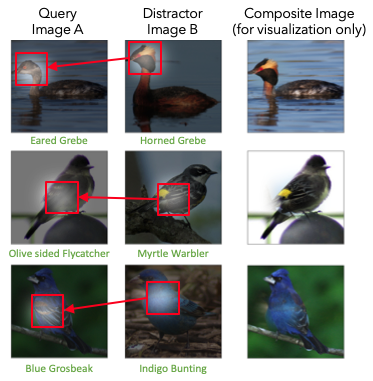 Query
Image A
Distractor
Image B
Composite Image
(for visualization only)
Eared Grebe
Horned Grebe
Olive sided Flycatcher
Myrtle Warbler
Blue Grosbeak
Indigo Bunting